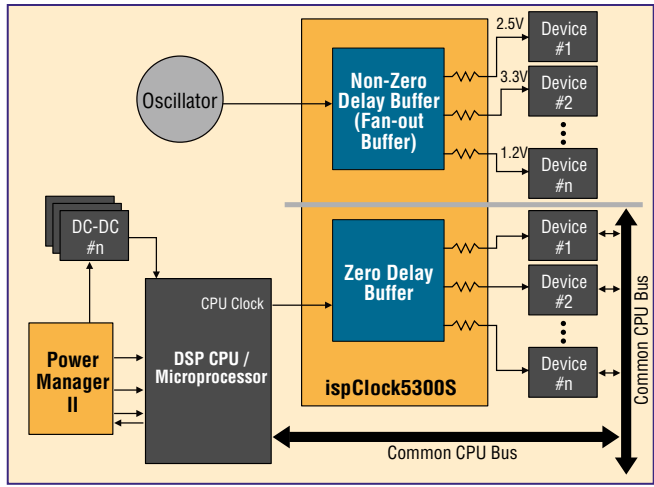 Oscillator
Non-Zero
Delay Buffer
(Fan-out
Buffer)
2.5V
Device
#1
3.3V
Device
#2
1.2V
Device
#n
DC-DC
#n
CPU Clock
DSP CPU /
Microprocessor
Power
Manager
II
Zero Delay
Buffer
ispClock5300S
Device
#1
Device
#2
Device
#n
Common CPU Bus
Common CPU Bus